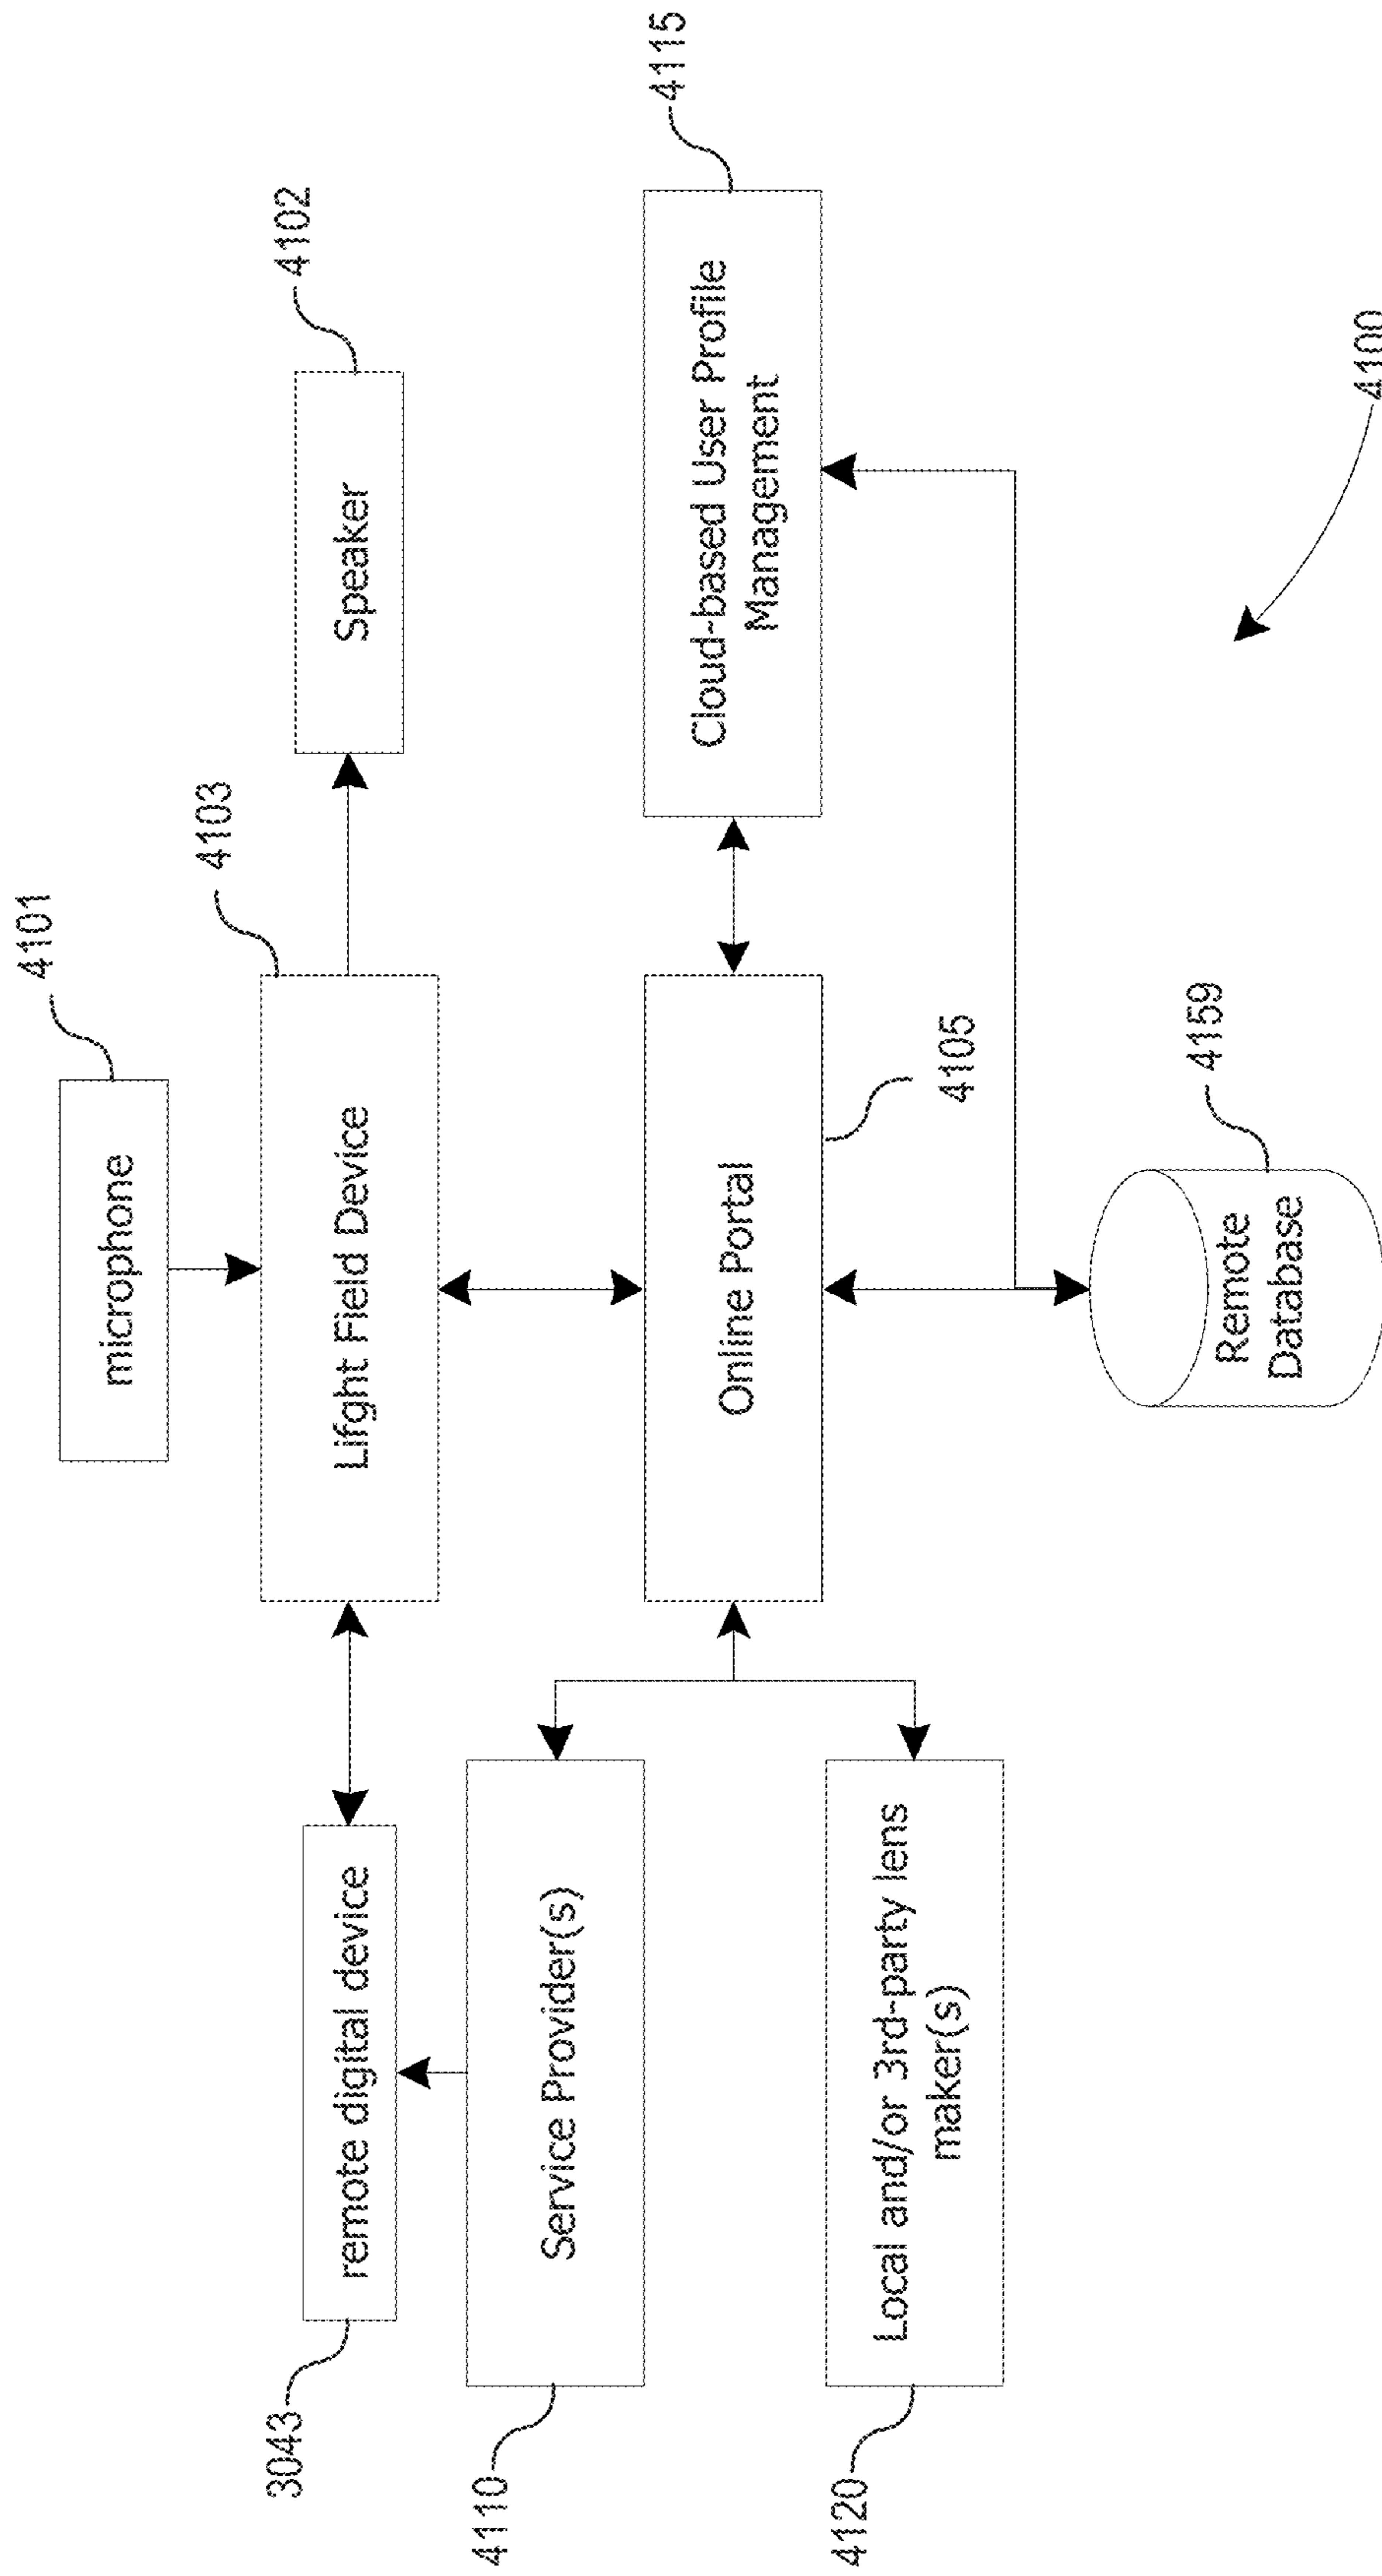 4101
microphone
4103
4102
3043
remote digital device
Lifght Field Device
Speaker
4110
Service Provider(s)
Online Portal
4105
Cloud-based User Profile
Management
4115
4120
Local and/or 3rd-party lens
maker(s)
Remote
Database
4159
4100